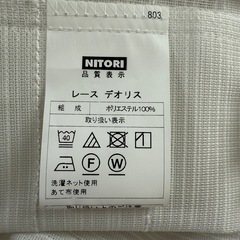 803
NITORI
品質表示
レース デオリス
組成 ポリエステル100%
取り扱い表示
40
P W
洗濯ネット使用
あて布使用